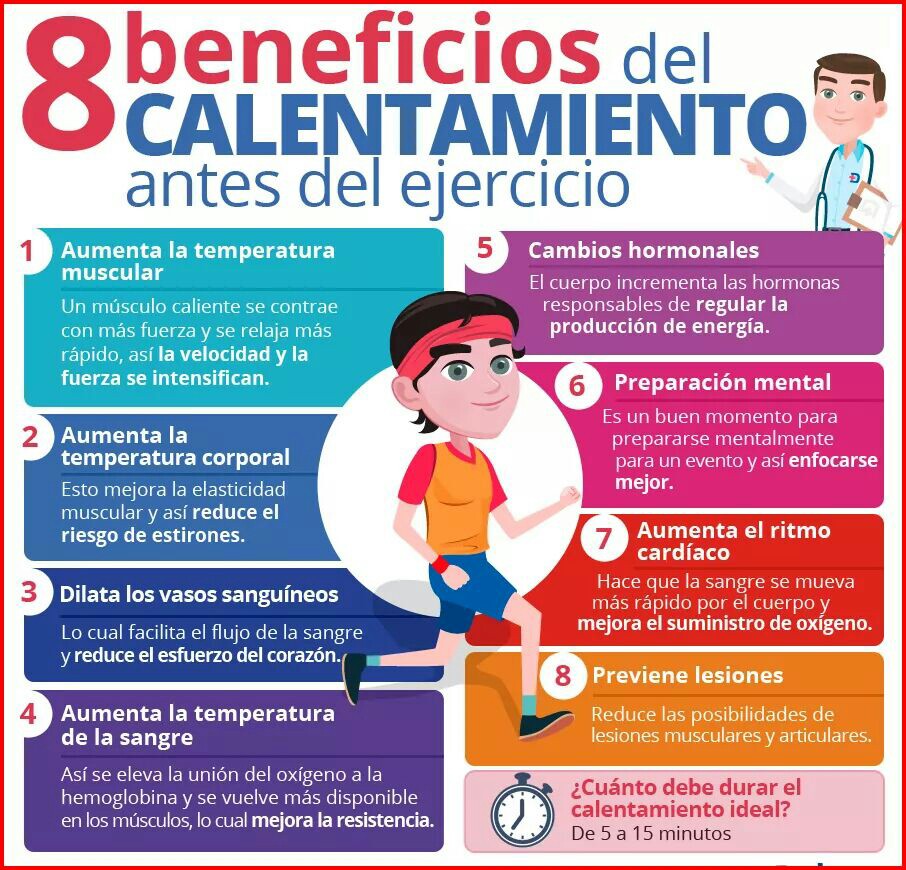 8 beneficios del
CALENTAMIENTO
antes del ejercicio
1 Aumenta la temperatura
muscular
Un músculo caliente se contrae
con más fuerza y se relaja más
rápido, así la velocidad y la
fuerza se intensifican.
2 Aumenta la
temperatura corporal
Esto mejora la elasticidad
muscular y así reduce el
riesgo de estirones.
3 Dilata los vasos sanguíneos
Lo cual facilita el flujo de la sangre
y reduce el esfuerzo del corazón.
4 Aumenta la temperatura
de la sangre
Así se eleva la unión del oxígeno a la
hemoglobina y se vuelve más disponible
en los músculos, lo cual mejora la resistencia.
5 Cambios hormonales
El cuerpo incrementa las hormonas
responsables de regular la
producción de energía.
6 Preparación mental
Es un buen momento para
prepararse mentalmente
para un evento y así enfocarse
mejor.
7 Aumenta el ritmo
cardíaco
Hace que la sangre se mueva
más rápido por el cuerpo y
mejora el suministro de oxígeno.
8 Previene lesiones
Reduce las posibilidades de
lesiones musculares y articulares.
¿Cuánto debe durar el
calentamiento ideal?
De 5 a 15 minutos